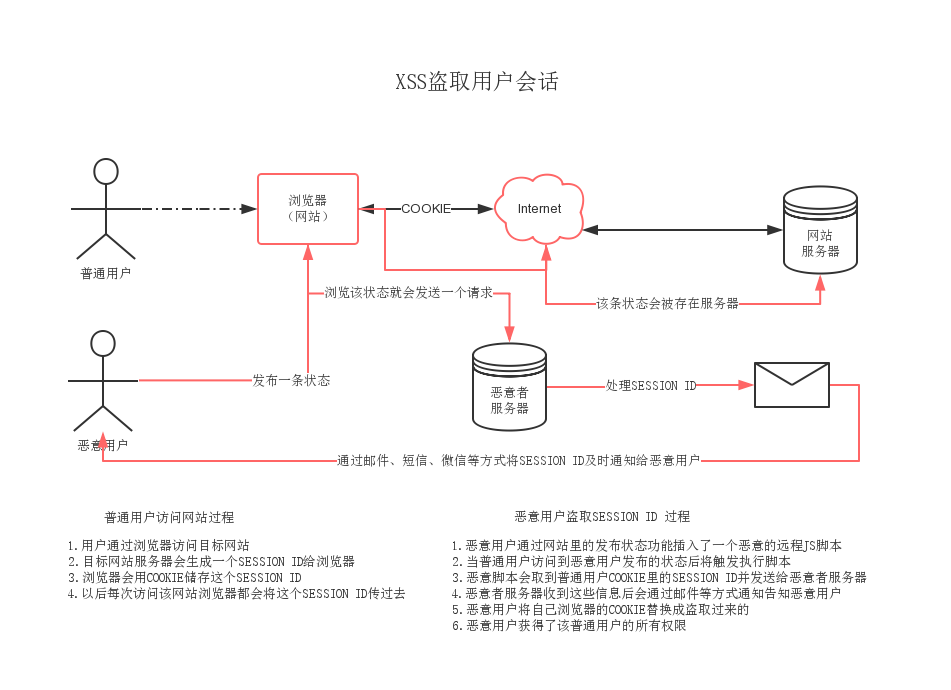 XSS盗取用户会话
浏览器
（网站）
COOKIE
Internet
网站
服务器
普通用户
浏览该状态就会发送一个请求
该条状态会被存在服务器
发布一条状态
恶意者
服务器
处理SESSION ID
恶意用户
通过邮件、短信、微信等方式将SESSION ID及时通知给恶意用户
普通用户访问网站过程
1.用户通过浏览器访问目标网站
2.目标网站服务器会生成一个SESSION ID给浏览器
3.浏览器会用COOKIE储存这个SESSION ID
4.以后每次访问该网站浏览器都会将这个SESSION ID传过去
恶意用户盗取SESSION ID 过程
1.恶意用户通过网站里的发布状态功能插入了一个恶意的远程JS脚本
2.当普通用户访问到恶意用户发布的状态后将触发执行脚本
3.恶意脚本会取到普通用户COOKIE里的SESSION ID并发送给恶意者服务器
4.恶意者服务器收到这些信息后会通过邮件等方式通知告知恶意用户
5.恶意用户将自己浏览器的COOKIE替换成盗取过来的
6.恶意用户获得了该普通用户的所有权限